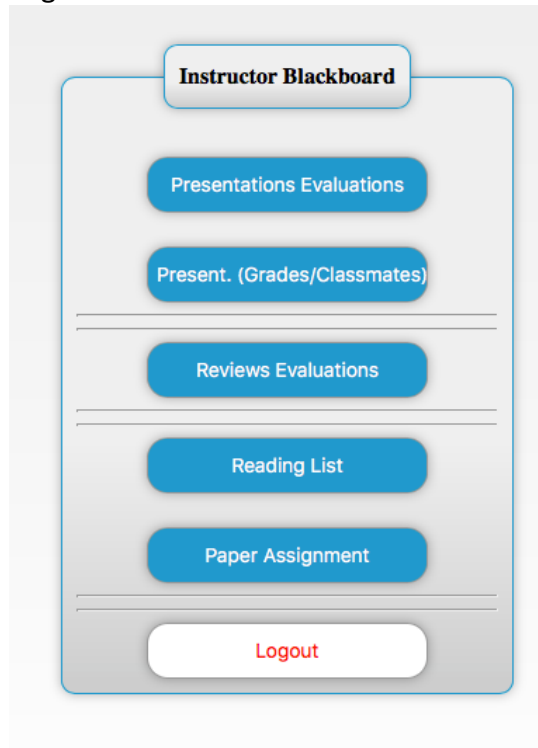 Instructor Blackboard
Presentations Evaluations
Present. (Grades/Classmates)
Reviews Evaluations
Reading List
Paper Assignment
Logout